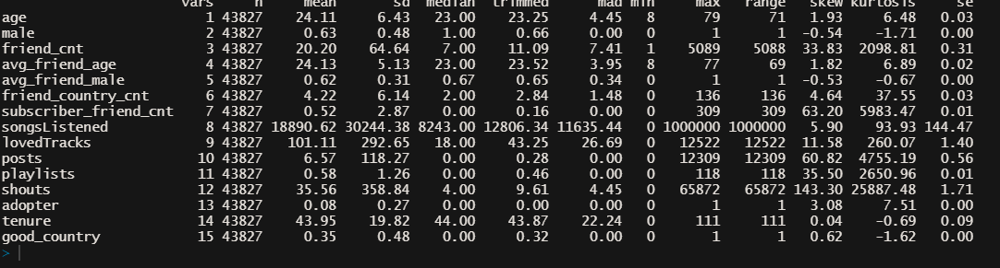 vars n mean sd median trimmed mad min max range skew kurtosis se
age 1 43827 24.11 6.43 23.00 23.25 4.45 8 79 71 1.93 6.48 0.03
male 2 43827 0.63 0.48 1.00 0.66 0.00 0 1 1 -0.54 -1.71 0.00
friend_cnt 3 43827 20.20 64.64 7.00 11.09 7.41 1 5089 5088 33.83 2098.81 0.31
avg_friend_age 4 43827 24.13 5.13 23.00 23.52 3.95 8 77 69 1.82 6.89 0.02
avg_friend_male 5 43827 0.62 0.31 0.67 0.65 0.34 0 1 1 -0.53 -0.67 0.00
friend_country_cnt 6 43827 4.22 6.14 2.00 2.84 1.48 0 136 136 4.64 37.55 0.03
subscriber_friend_cnt 7 43827 0.52 2.87 0.00 0.16 0.00 0 309 309 63.20 5983.47 0.01
songsListened 8 43827 18890.62 30244.38 8243.00 12806.34 11635.44 0 1000000 1000000 5.90 93.93 144.47
lovedTracks 9 43827 101.11 292.65 18.00 43.25 26.69 0 12522 12522 11.58 260.07 1.40
posts 10 43827 6.57 118.27 0.00 0.28 0.00 0 12309 12309 60.82 4755.19 0.56
playlists 11 43827 0.58 1.26 0.00 0.46 0.00 0 118 118 35.50 2650.96 0.01
shouts 12 43827 35.56 358.84 4.00 9.61 4.45 0 65872 65872 143.30 25887.48 1.71
adopter 13 43827 0.08 0.27 0.00 0.00 0.00 0 1 1 3.08 7.51 0.00
tenure 14 43827 43.95 19.82 44.00 43.87 22.24 0 111 111 0.04 -0.69 0.09
good_country 15 43827 0.35 0.48 0.00 0.32 0.00 0 1 1 0.62 -1.62 0.00
>